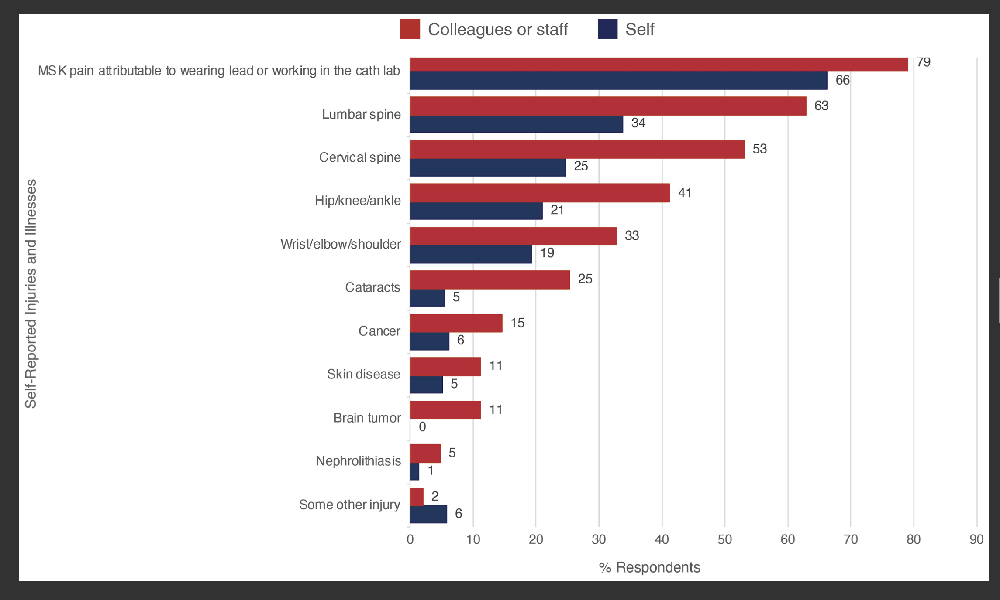 Colleagues or staff
Self
MSK pain attributable to wearing lead or working in the cath lab
79
66
Lumbar spine
63
34
Cervical spine
53
25
Hip/knee/ankle
41
21
Wrist/elbow/shoulder
33
19
Cataracts
25
5
Cancer
15
6
Skin disease
11
5
Brain tumor
11
0
Nephrolithiasis
5
1
Some other injury
2
6
Self-Reported Injuries and Illnesses
0 10 20 30 40 50 60 70 80 90
% Respondents